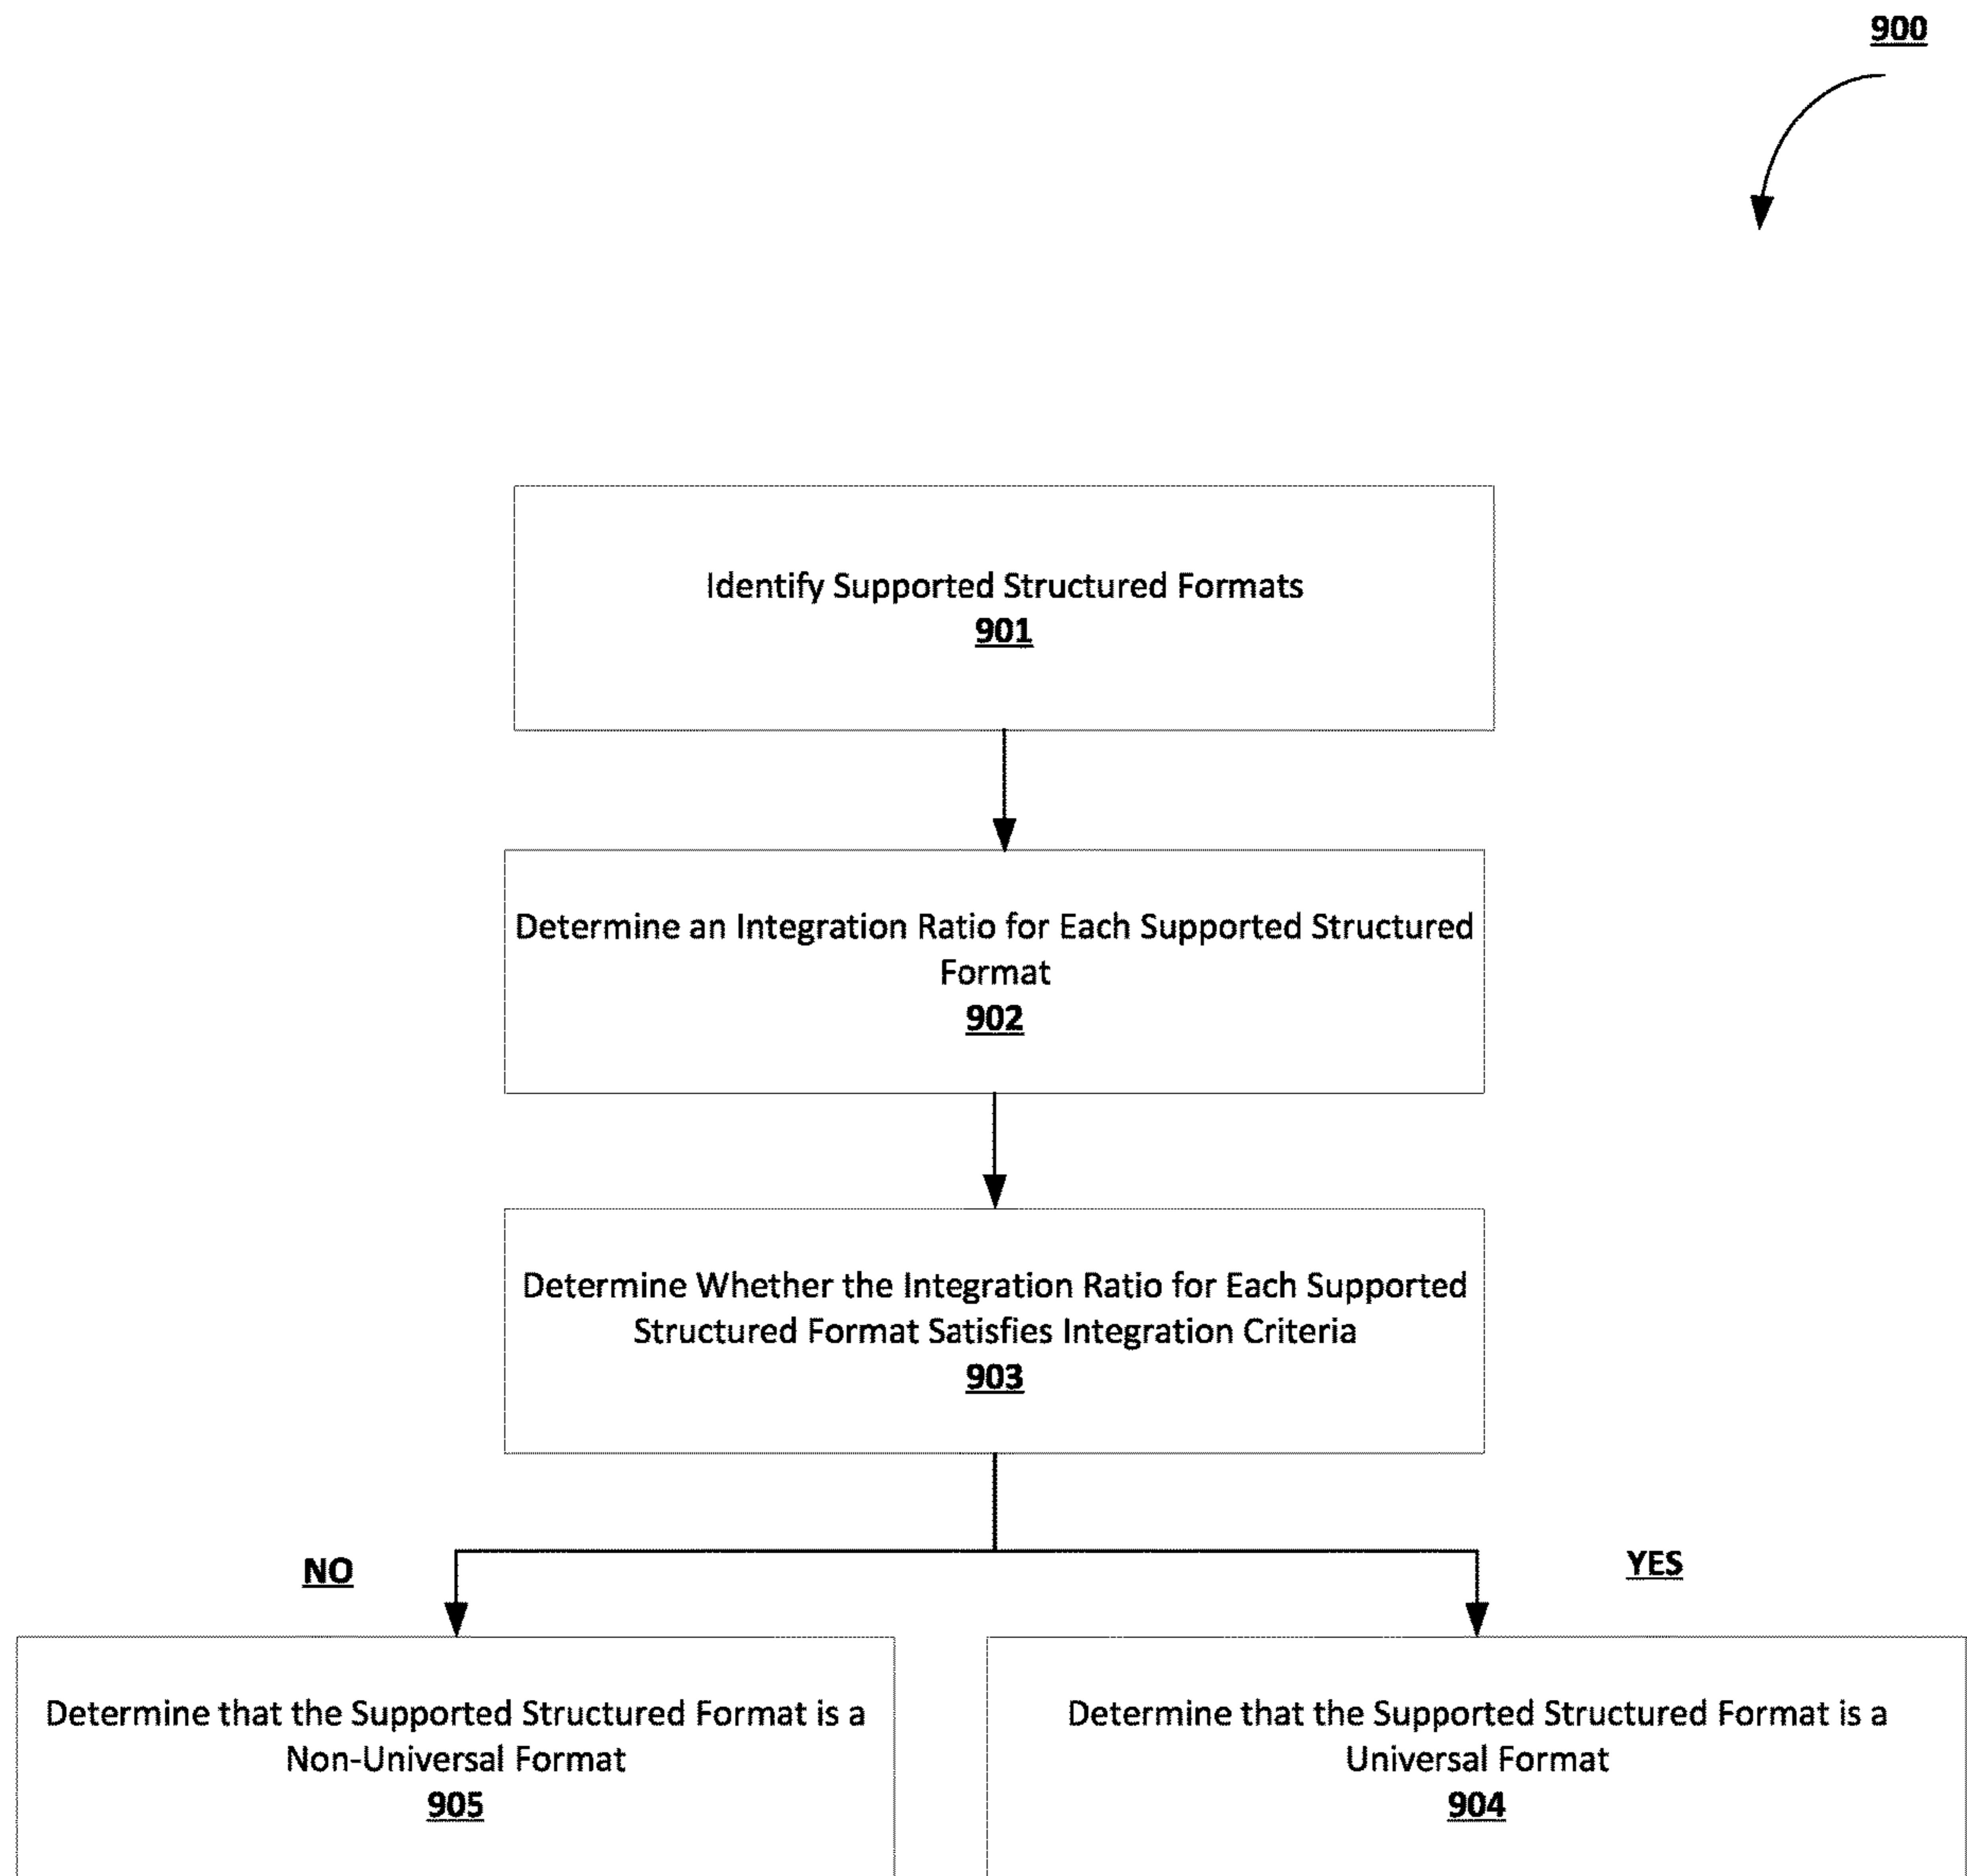 900
Identify Supported Structured Formats
901
Determine an Integration Ratio for Each Supported Structured
Format
902
Determine Whether the Integration Ratio for Each Supported
Structured Format Satisfies Integration Criteria
903
NO
YES
Determine that the Supported Structured Format is a
Non-Universal Format
905
Determine that the Supported Structured Format is a
Universal Format
904